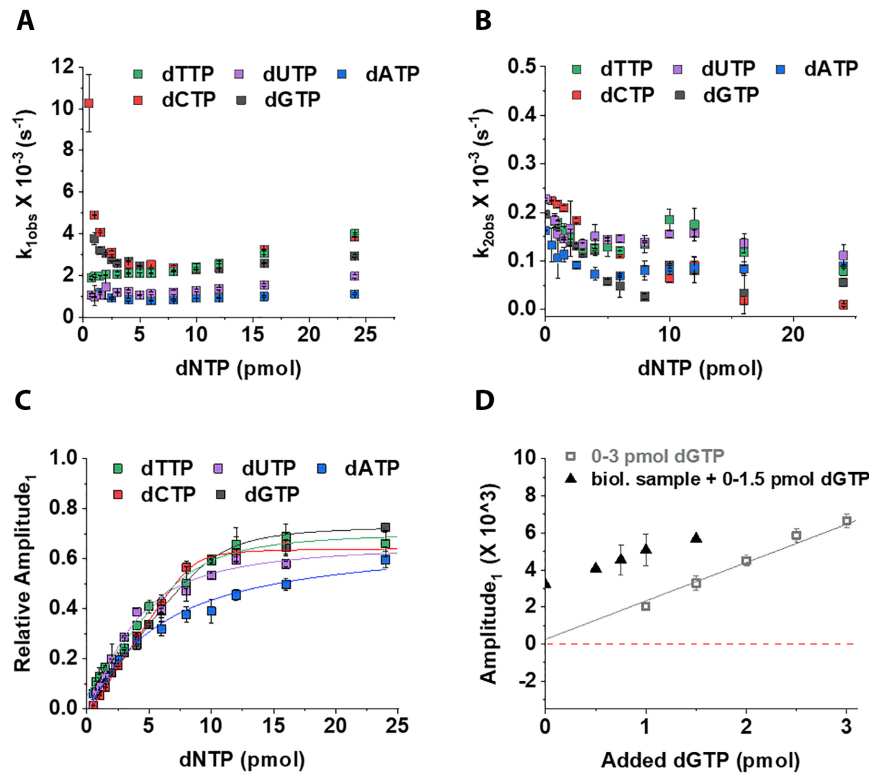 A
k1obs X 10-3 (s-1)
12
10
8
6
4
2
0
dTTP
dUTP
dATP
dCTP
dGTP
0
5
10
15
20
25
dNTP (pmol)
B
k2obs X 10-3 (s-1)
0.5
0.4
0.3
0.2
0.1
0.0
dTTP
dUTP
dATP
dCTP
dGTP
0
10
20
dNTP (pmol)
C
Relative Amplitude1
1.0
0.8
0.6
0.4
0.2
0.0
dTTP
dUTP
dATP
dCTP
dGTP
0
5
10
15
20
25
dNTP (pmol)
D
Amplitude1 (X 10^3)
10
8
6
4
2
0
-2
0-3 pmol dGTP
biol. sample + 0-1.5 pmol dGTP
0
1
2
3
Added dGTP (pmol)